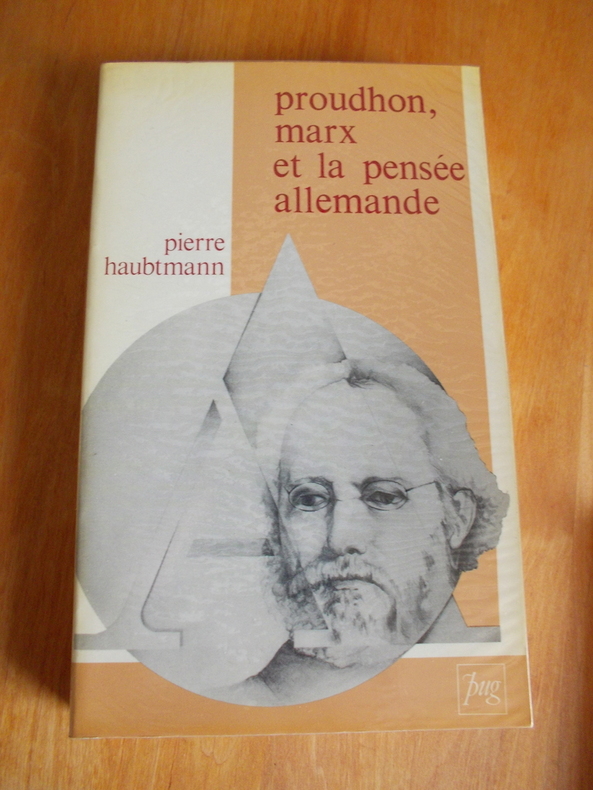 proudhon,
marx
et la pensée
allemande
pierre
haubtmann
pug